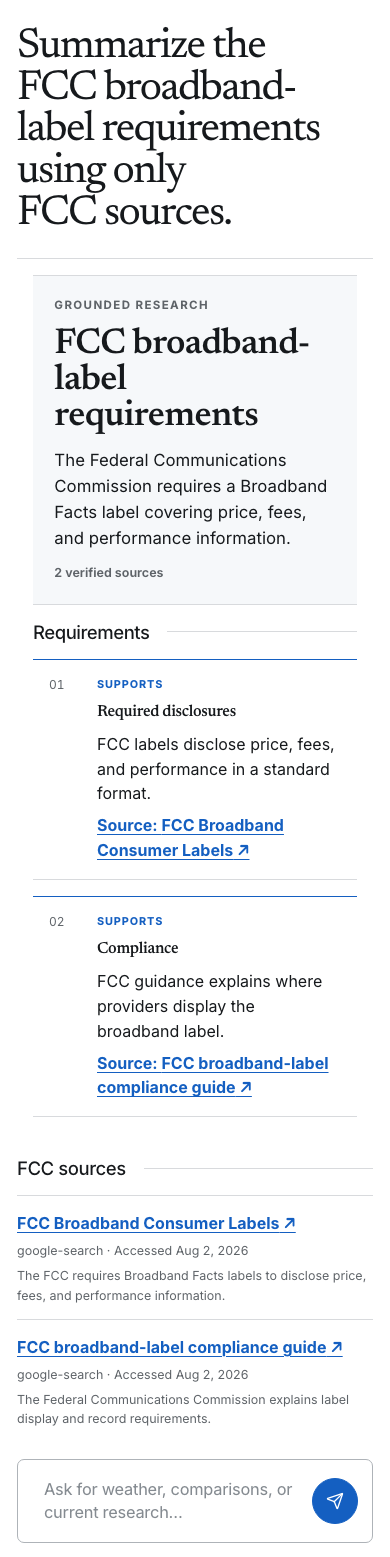 Summarize the
FCC broadband-
label requirements
using only
FCC sources.
GROUNDED RESEARCH
FCC broadband-
label
requirements
The Federal Communications
Commission requires a Broadband
Facts label covering price, fees,
and performance information.
2 verified sources
Requirements
01
SUPPORTS
Required disclosures
FCC labels disclose price, fees,
and performance in a standard
format.
Source: FCC Broadband
Consumer Labels ↗
02
SUPPORTS
Compliance
FCC guidance explains where
providers display the
broadband label.
Source: FCC broadband-label
compliance guide ↗
FCC sources
FCC Broadband Consumer Labels ↗
google-search · Accessed Aug 2, 2026
The FCC requires Broadband Facts labels to disclose price,
fees, and performance information.
FCC broadband-label compliance guide ↗
google-search · Accessed Aug 2, 2026
The Federal Communications Commission explains label
display and record requirements.
Ask for weather, comparisons, or
current research...